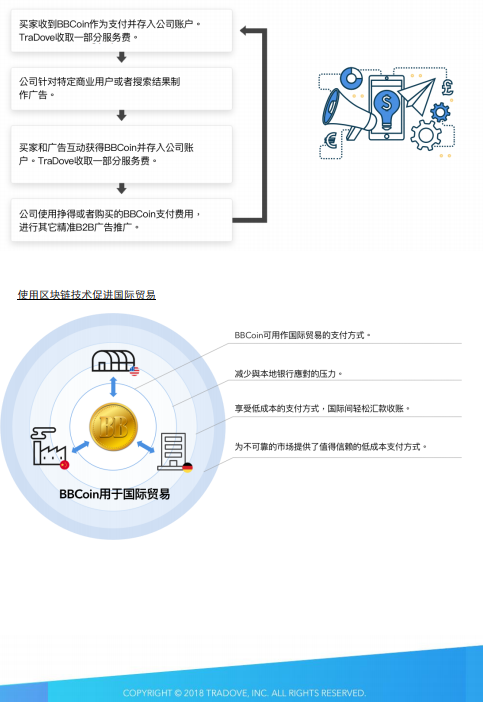 买家收到BBCoin作为支付并存入公司账户。
TraDove收取一部分服务费。
公司针对特定商业用户或者搜索结果制
作广告。
买家和广告互动获得BBCoin并存入公司账
户。TraDove收取一部分服务费。
公司使用挣得或者购买的BBCoin支付费用，
进行其它精准B2B广告推广。
$
£
€
使用区块链技术促进国际贸易
BBCoin可用作国际贸易的支付方式。
减少與本地银行應對的压力。
享受低成本的支付方式，国际间轻松汇款收账。
为不可靠的市场提供了值得信赖的低成本支付方式。
BB
BBCoin用于国际贸易
COPYRIGHT © 2018 TRADOVE, INC. ALL RIGHTS RESERVED.